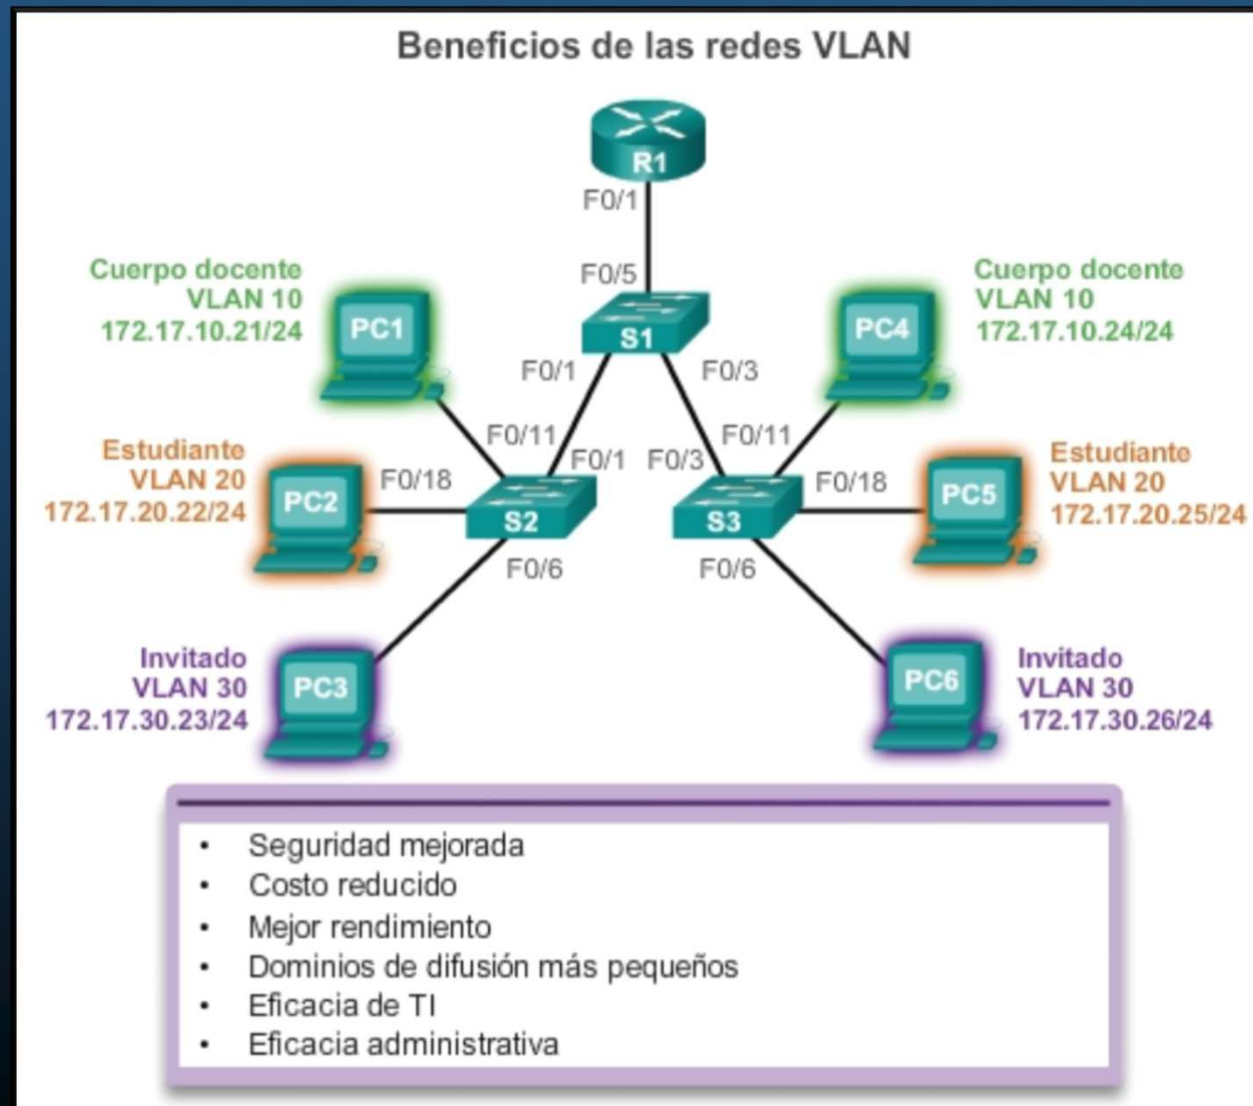 Beneficios de las redes VLAN
R1
F0/1
F0/5
S1
F0/1
F0/3
Cuerpo docente
VLAN 10
172.17.10.21/24
PC1
Cuerpo docente
VLAN 10
172.17.10.24/24
PC4
F0/11
F0/1
F0/3
F0/11
Estudiante
VLAN 20
172.17.20.22/24
PC2
F0/18
S2
S3
F0/18
PC5
Estudiante
VLAN 20
172.17.20.25/24
F0/6
F0/6
Invitado
VLAN 30
172.17.30.23/24
PC3
PC6
Invitado
VLAN 30
172.17.30.26/24
• Seguridad mejorada
• Costo reducido
• Mejor rendimiento
• Dominios de difusión más pequeños
• Eficacia de TI
• Eficacia administrativa